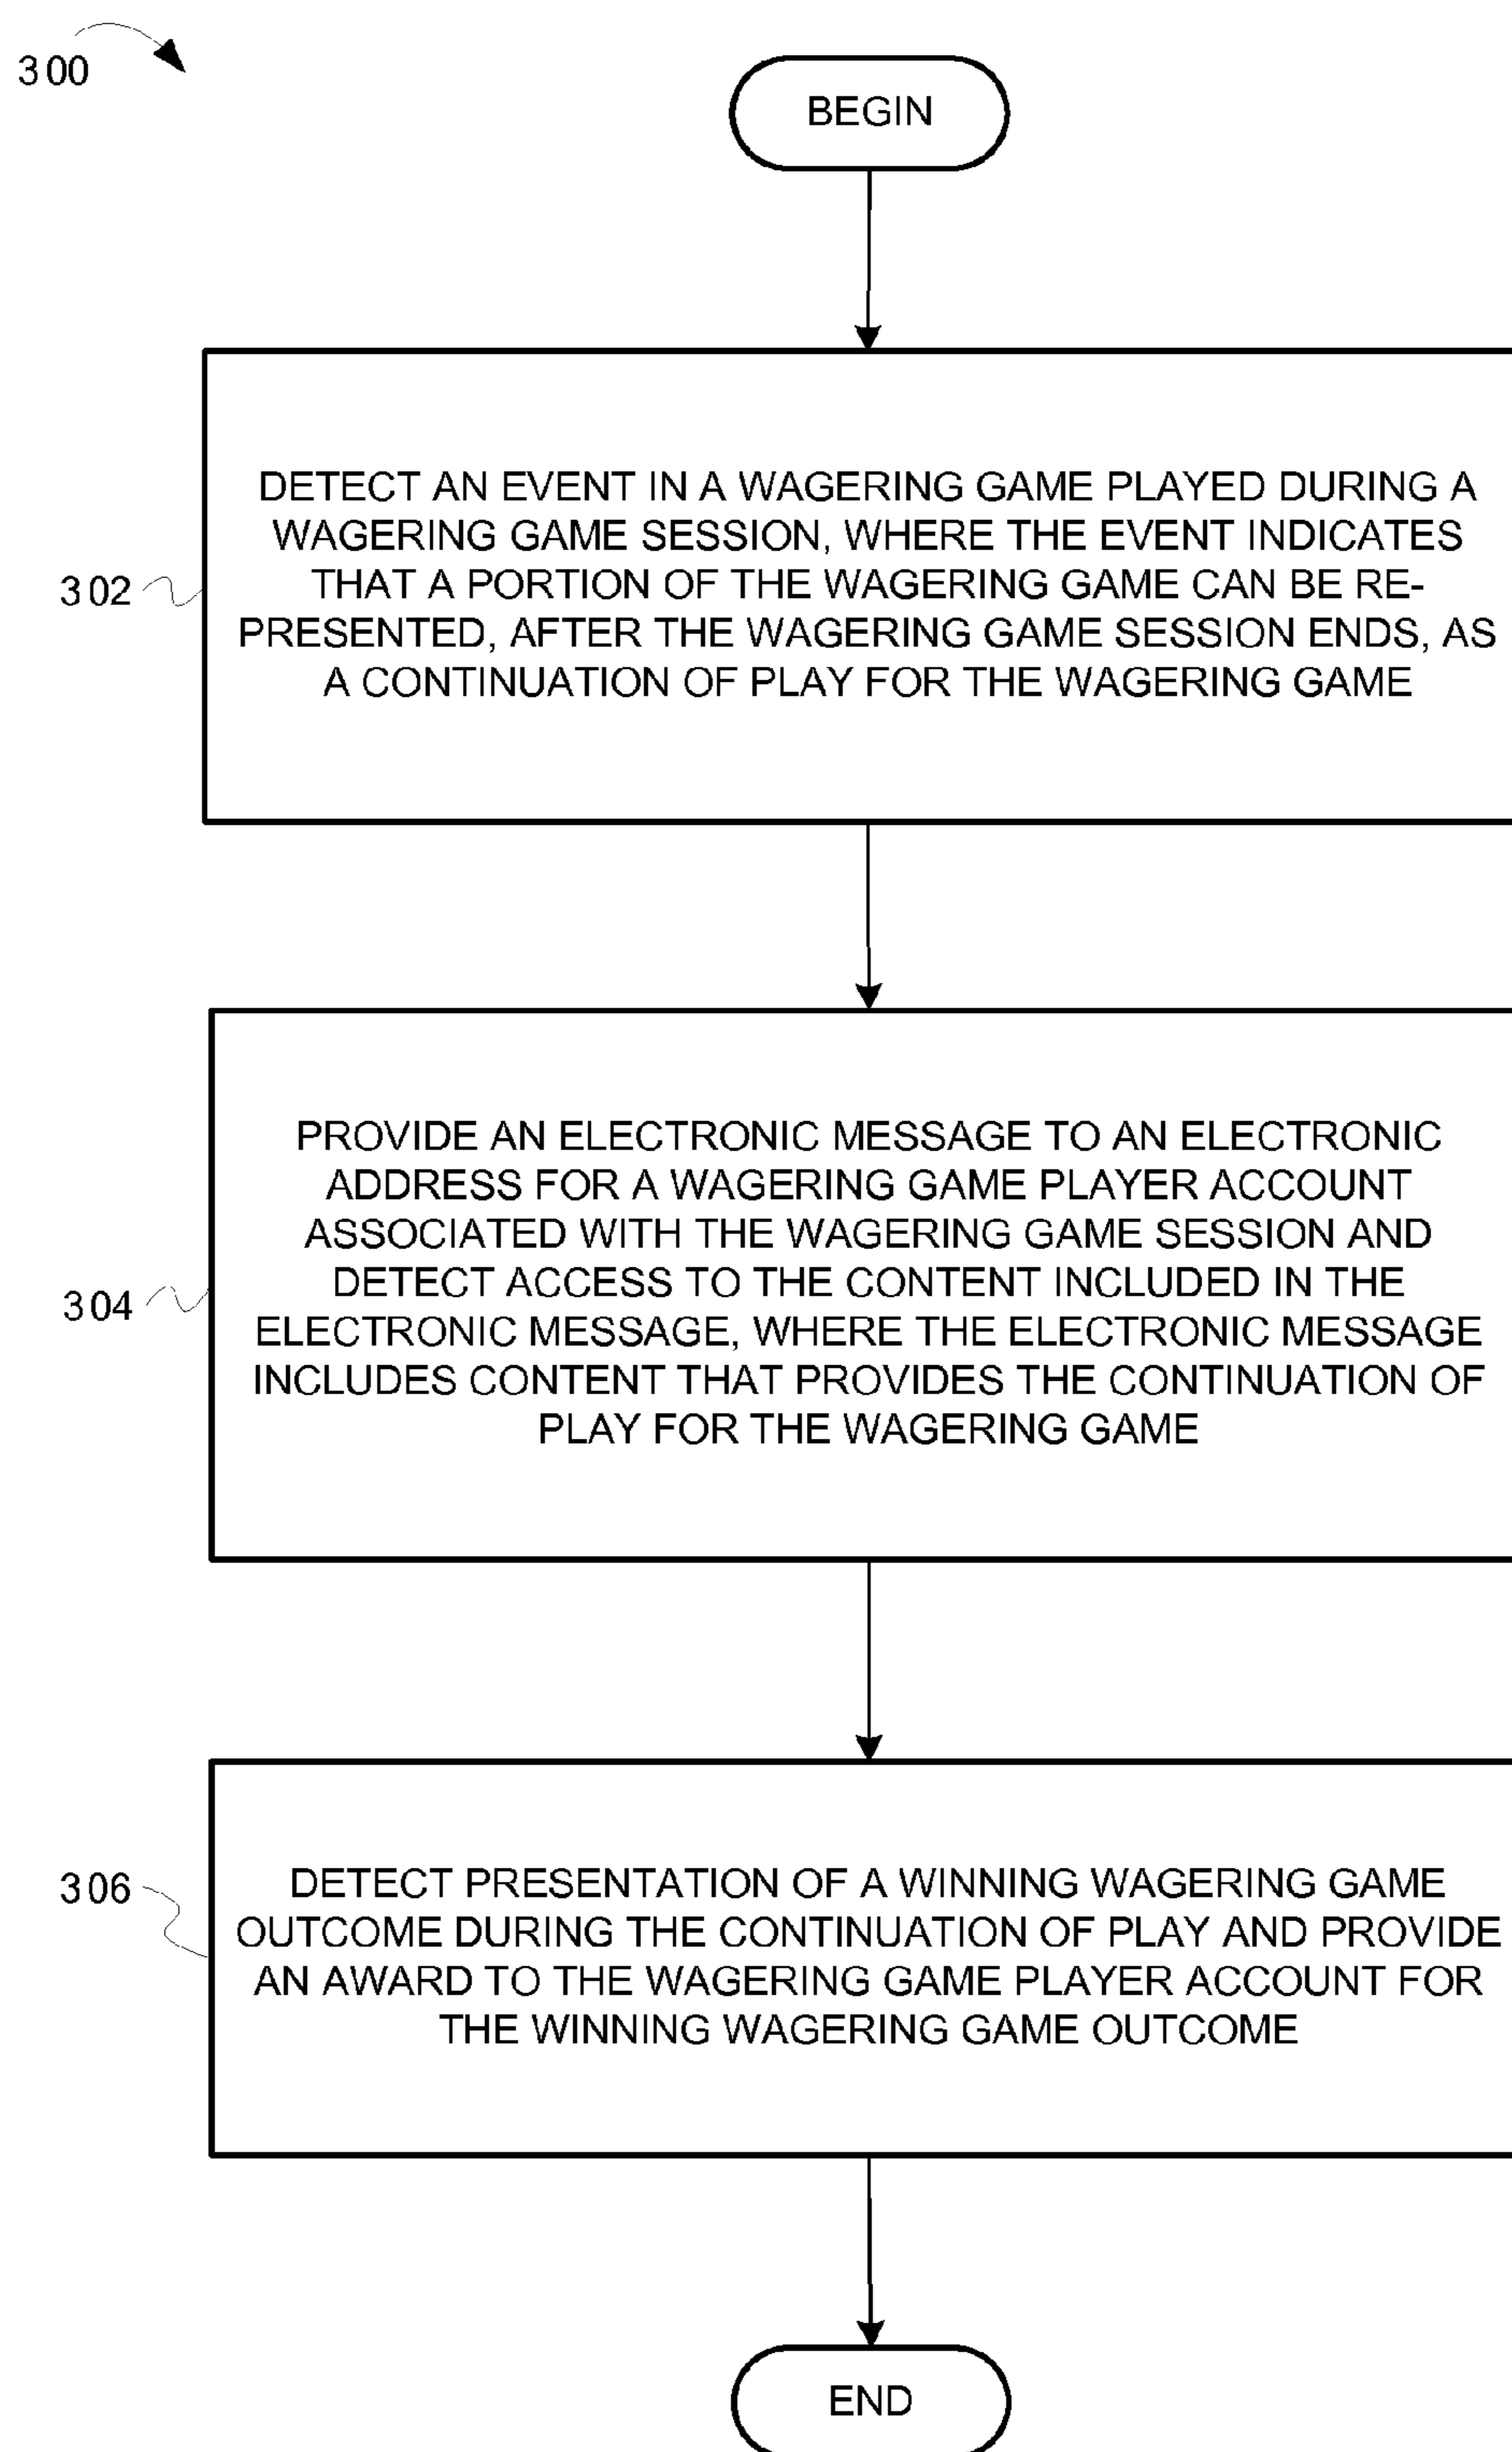 300
BEGIN
DETECT AN EVENT IN A WAGERING GAME PLAYED DURING A
WAGERING GAME SESSION, WHERE THE EVENT INDICATES
THAT A PORTION OF THE WAGERING GAME CAN BE RE-
PRESENTED, AFTER THE WAGERING GAME SESSION ENDS, AS
A CONTINUATION OF PLAY FOR THE WAGERING GAME
302
PROVIDE AN ELECTRONIC MESSAGE TO AN ELECTRONIC
ADDRESS FOR A WAGERING GAME PLAYER ACCOUNT
ASSOCIATED WITH THE WAGERING GAME SESSION AND
DETECT ACCESS TO THE CONTENT INCLUDED IN THE
ELECTRONIC MESSAGE, WHERE THE ELECTRONIC MESSAGE
INCLUDES CONTENT THAT PROVIDES THE CONTINUATION OF
PLAY FOR THE WAGERING GAME
304
DETECT PRESENTATION OF A WINNING WAGERING GAME
OUTCOME DURING THE CONTINUATION OF PLAY AND PROVIDE
AN AWARD TO THE WAGERING GAME PLAYER ACCOUNT FOR
THE WINNING WAGERING GAME OUTCOME
306
END